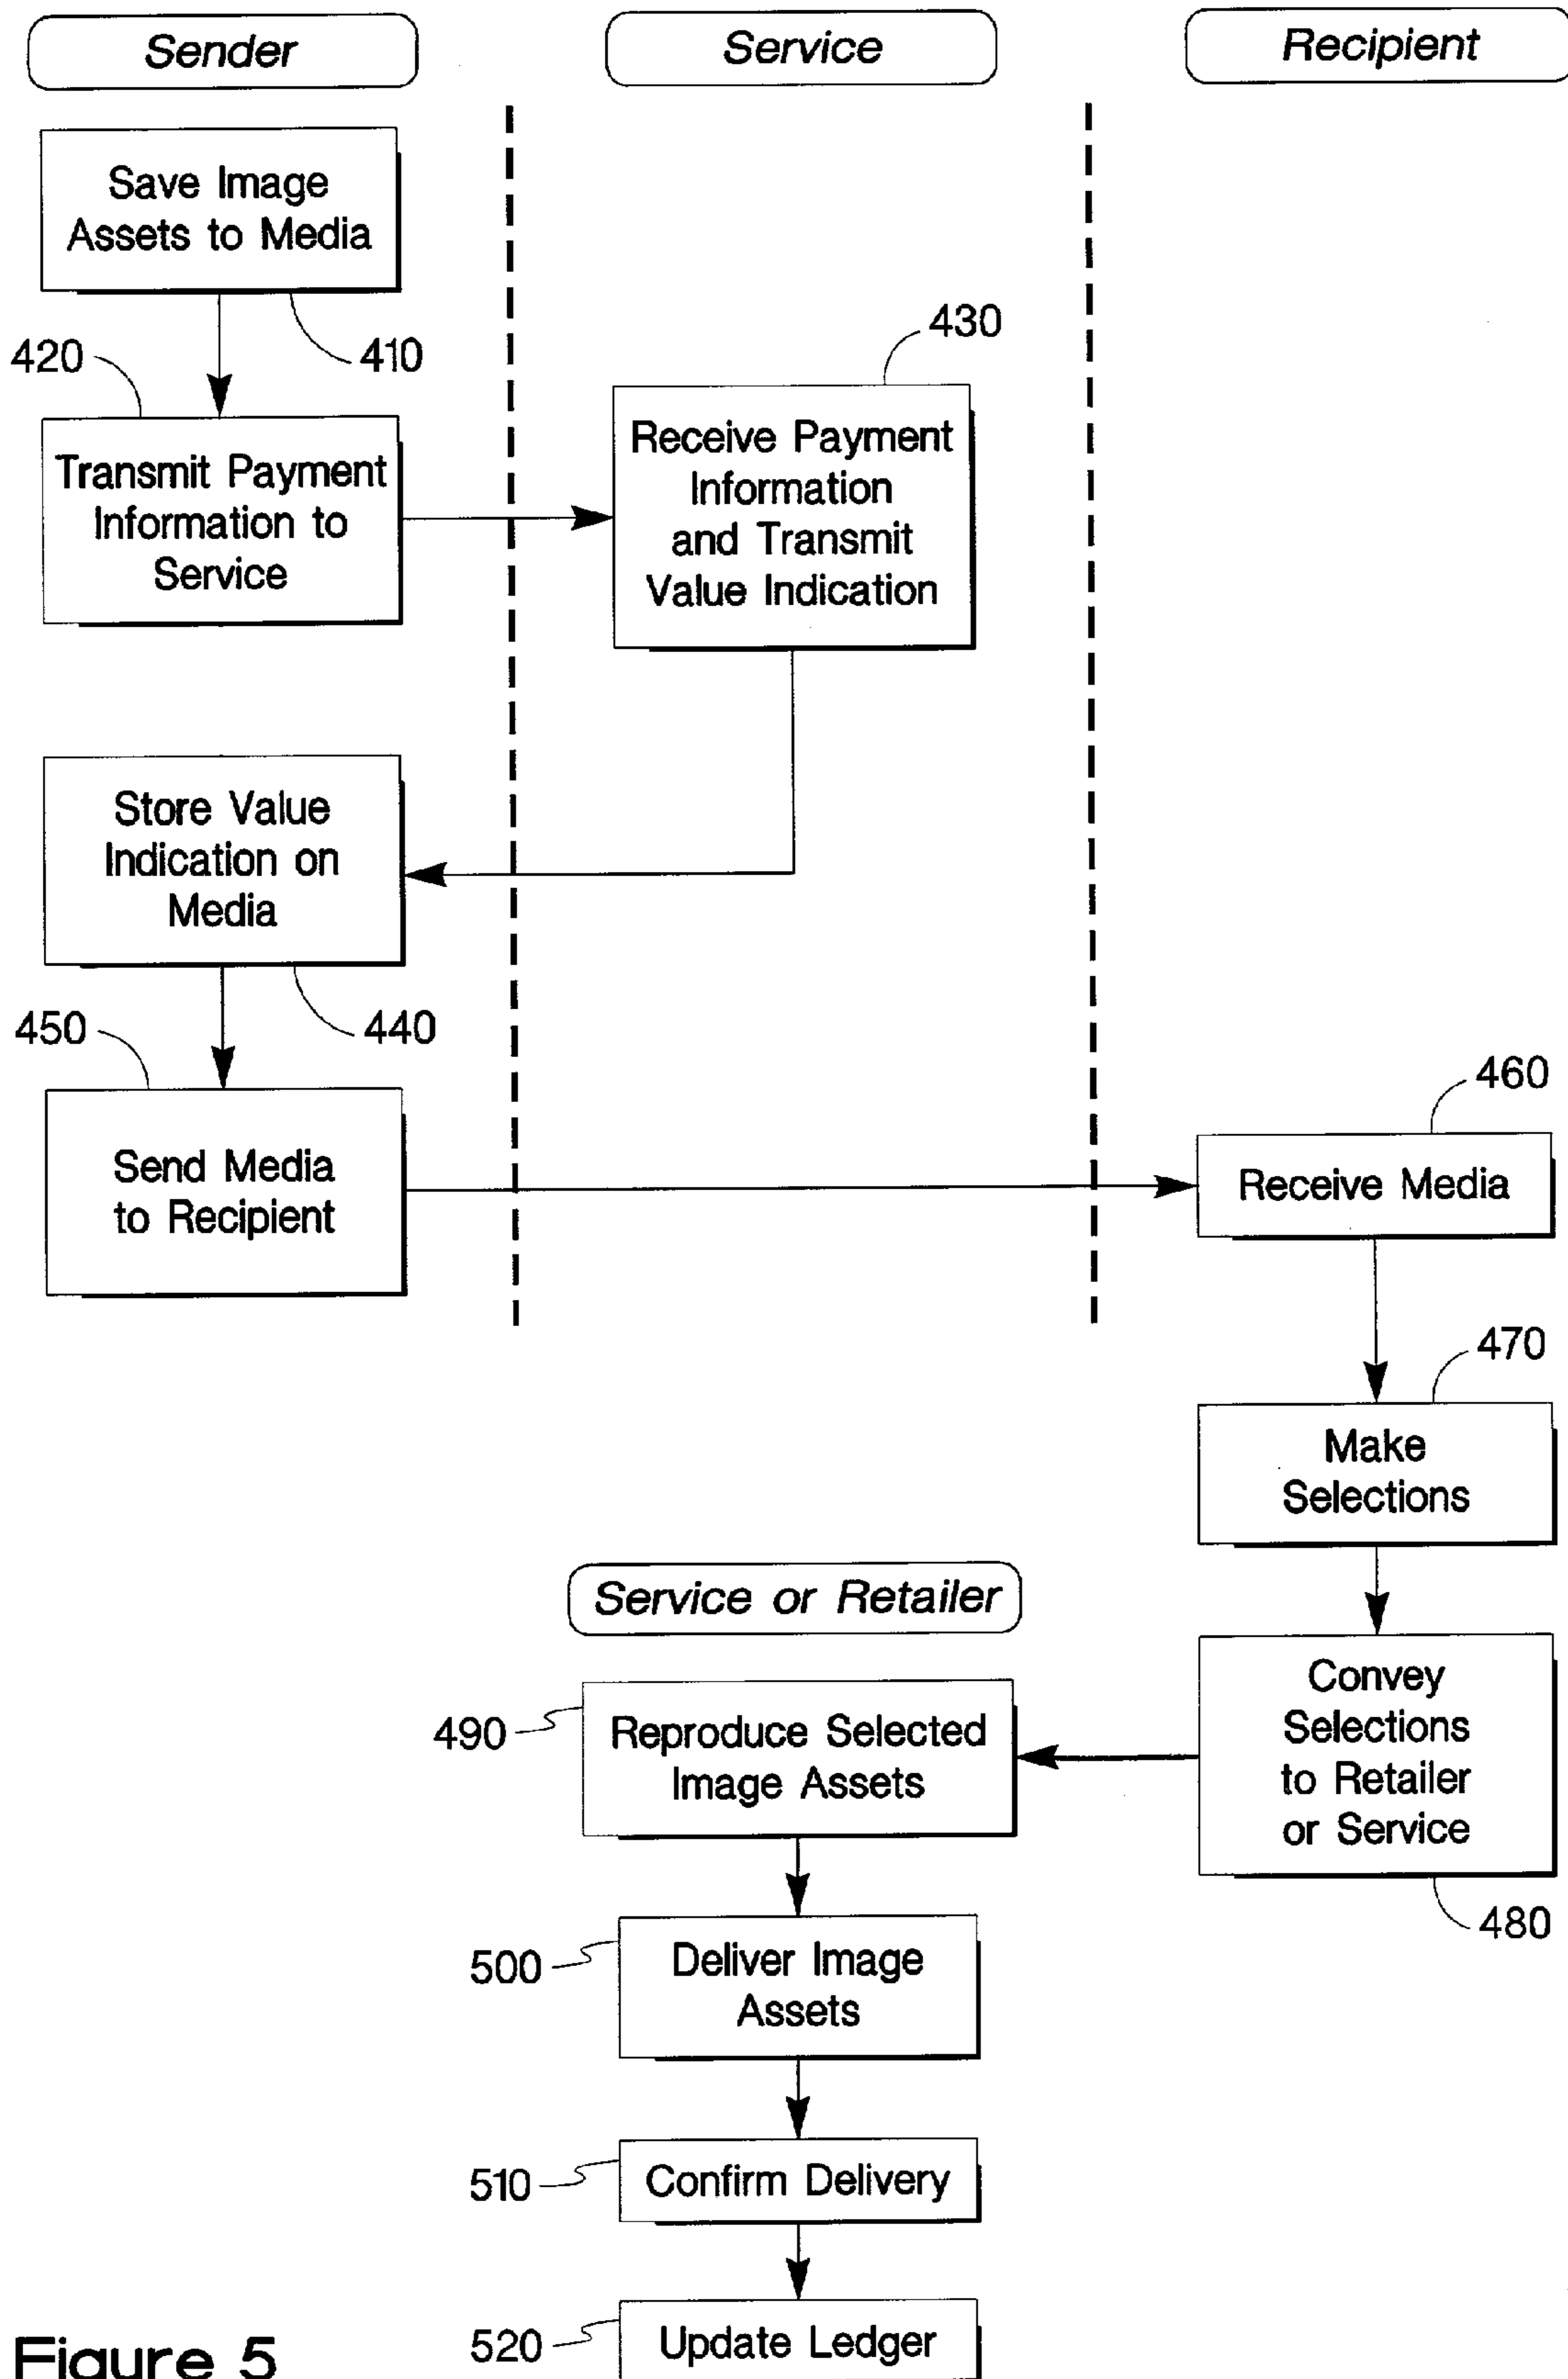 Sender
Service
Recipient
Save Image
Assets to Media
410
420
Transmit Payment
Information to
Service
430
Receive Payment
Information
and Transmit
Value Indication
Store Value
Indication on
Media
440
450
Send Media
to Recipient
460
Receive Media
470
Make
Selections
Convey
Selections
to Retailer
or Service
480
Service or Retailer
490
Reproduce Selected
Image Assets
500
Deliver Image
Assets
510
Confirm Delivery
520
Update Ledger
Figure 5